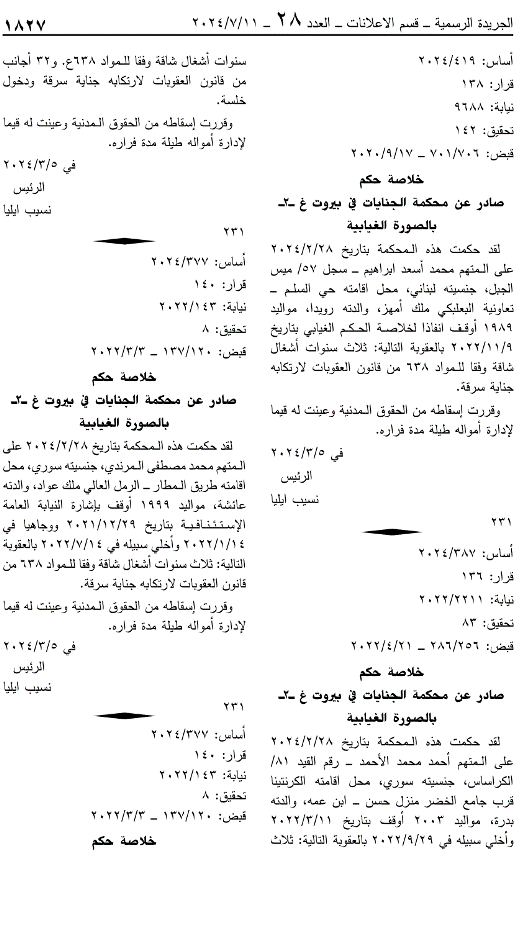 الجريدة الرسمية ــ قسم الاعلانات ــ العدد ٢٨ ــ ٢٠٢٤/٧/١١
١٨٢٧
أساس: ٢٠٢٤/٤١٩
قرار: ١٣٨
نيابة: ٩٦٨٨
تحقيق: ١٤٢
قبض: ٧٠١/٧٠٦ ــ ٢٠٢٠/٩/١٧
خلاصة حكم
صادر عن محكمة الجنايات في بيروت غ ــ٢ــ
بالصورة الغيابية
لقد حكمت هذه المحكمة بتاريخ ٢٠٢٤/٢/٢٨
على المتهم محمد أسعد ابراهيم ــ سجل ٥٧/ ميس
الجبل، جنسيته لبناني، محل اقامته حي السلم ــ
تعاونية البعلبكي ملك أمهز، والدته رويدا، مواليد
١٩٨٩ أوقف انفاذا لخلاصة الحكم الغيابي بتاريخ
٢٠٢٢/١١/٩ بالعقوبة التالية: ثلاث سنوات أشغال
شاقة وفقا للمواد ٦٣٨ من قانون العقوبات لارتكابه
جناية سرقة.
وقررت إسقاطه من الحقوق المدنية وعينت له قيما
لإدارة أمواله طيلة مدة فراره.
في ٢٠٢٤/٣/٥
الرئيس
نسيب ايليا
٢٣١
أساس: ٢٠٢٤/٣٨٧
قرار: ١٣٦
نيابة: ٢٠٢٢/٢٢١١
تحقيق: ٨٣
قبض: ٢٨٦/٢٥٦ ــ ٢٠٢٢/٤/٢١
خلاصة حكم
صادر عن محكمة الجنايات في بيروت غ ــ٢ــ
بالصورة الغيابية
لقد حكمت هذه المحكمة بتاريخ ٢٠٢٤/٢/٢٨
على المتهم أحمد محمد الأحمد ــ رقم القيد ٨١/
الكراساس، جنسيته سوري، محل اقامته الكرنتينا
قرب جامع الخضر منزل حسن ــ ابن عمه، والدته
بدرة، مواليد ٢٠٠٣ أوقف بتاريخ ٢٠٢٢/٣/١١
وأخلي سبيله في ٢٠٢٢/٩/٢٩ بالعقوبة التالية: ثلاث
سنوات أشغال شاقة وفقا للمواد ٦٣٨ع. و٣٢ أجانب
من قانون العقوبات لارتكابه جناية سرقة ودخول
خلسة.
وقررت إسقاطه من الحقوق المدنية وعينت له قيما
لإدارة أمواله طيلة مدة فراره.
في ٢٠٢٤/٣/٥
الرئيس
نسيب ايليا
٢٣١
أساس: ٢٠٢٤/٣٧٧
قرار: ١٤٠
نيابة: ٢٠٢٢/١٤٣
تحقيق: ٨
قبض: ١٣٧/١٢٠ ــ ٢٠٢٢/٣/٣
خلاصة حكم
صادر عن محكمة الجنايات في بيروت غ ــ٢ــ
بالصورة الغيابية
لقد حكمت هذه المحكمة بتاريخ ٢٠٢٤/٢/٢٨ على
المتهم محمد مصطفى المرندي، جنسيته سوري، محل
اقامته طريق المطار ــ الرمل العالي ملك عواد، والدته
عائشة، مواليد ١٩٩٩ أوقف بإشارة النيابة العامة
الإستئنافية بتاريخ ٢٠٢١/١٢/٢٩ ووجاهيا في
٢٠٢٢/١/١٤ وأخلي سبيله في ٢٠٢٢/٧/١٤ بالعقوبة
التالية: ثلاث سنوات أشغال شاقة وفقا للمواد ٦٣٨ من
قانون العقوبات لارتكابه جناية سرقة.
وقررت إسقاطه من الحقوق المدنية وعينت له قيما
لإدارة أمواله طيلة مدة فراره.
في ٢٠٢٤/٣/٥
الرئيس
نسيب ايليا
٢٣١
أساس: ٢٠٢٤/٣٧٧
قرار: ١٤٠
نيابة: ٢٠٢٢/١٤٣
تحقيق: ٨
قبض: ١٣٧/١٢٠ ــ ٢٠٢٢/٣/٣
خلاصة حكم